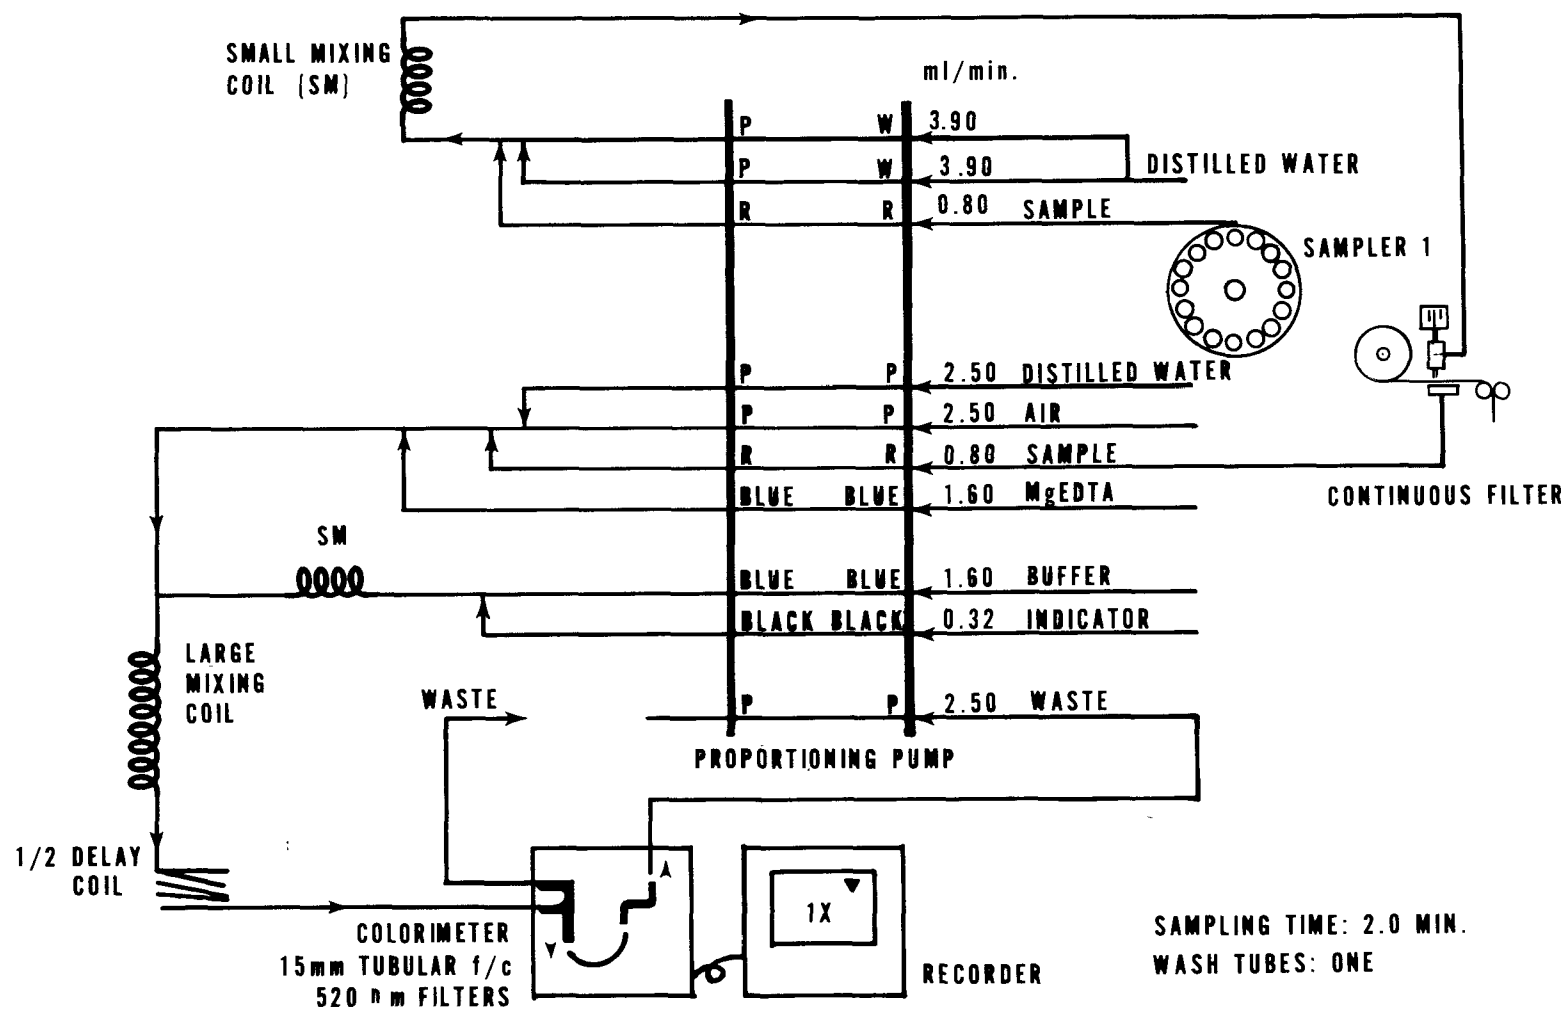 SMALL MIXING
COIL (SM)
ml/min.
P W 3.90
P W 3.90 DISTILLED WATER
R R 0.80 SAMPLE
SAMPLER 1
P P 2.50 DISTILLED WATER
P P 2.50 AIR
R R 0.80 SAMPLE
BLUE BLUE 1.60 MgEDTA
CONTINUOUS FILTER
SM
BLUE BLUE 1.60 BUFFER
BLACK BLACK 0.32 INDICATOR
LARGE
MIXING
COIL
WASTE
P P 2.50 WASTE
PROPORTIONING PUMP
1/2 DELAY
COIL
1X
COLORIMETER
15mm TUBULAR f/c
520 nm FILTERS
RECORDER
SAMPLING TIME: 2.0 MIN.
WASH TUBES: ONE